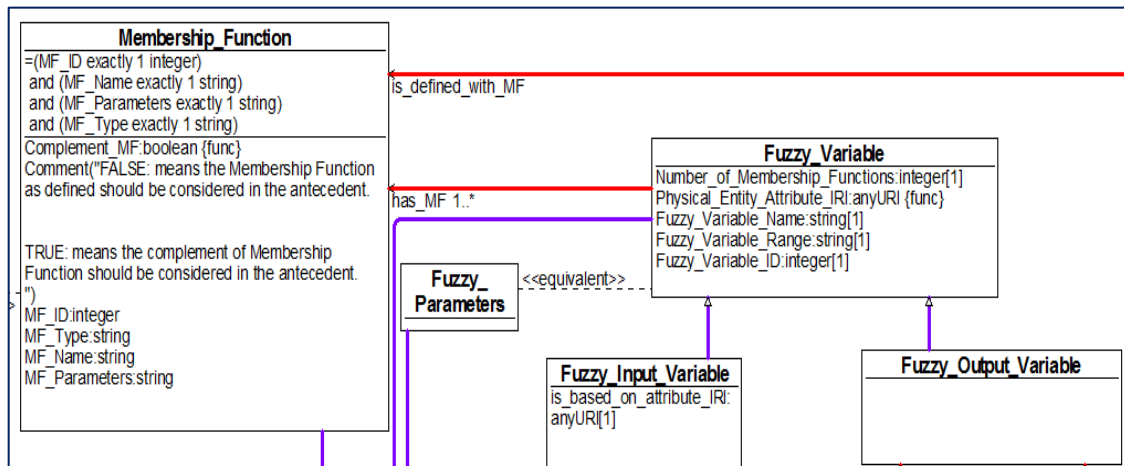 Membership_Function
=(MF_ID exactly 1 integer)
and (MF_Name exactly 1 string)
and (MF_Parameters exactly 1 string)
and (MF_Type exactly 1 string)
Complement_MF:boolean {func}
Comment("FALSE: means the Membership Function
as defined should be considered in the antecedent.
TRUE: means the complement of Membership
Function should be considered in the antecedent.
")
MF_ID:integer
MF_Type:string
MF_Name:string
MF_Parameters:string
is_defined_with_MF
has_MF 1..*
Fuzzy_Variable
Number_of_Membership_Functions:integer[1]
Physical_Entity_Attribute_IRI:anyURI {func}
Fuzzy_Variable_Name:string[1]
Fuzzy_Variable_Range:string[1]
Fuzzy_Variable_ID:integer[1]
Fuzzy_
Parameters
<<equivalent>>
Fuzzy_Input_Variable
is_based_on_attribute_IRI:
anyURI[1]
Fuzzy_Output_Variable